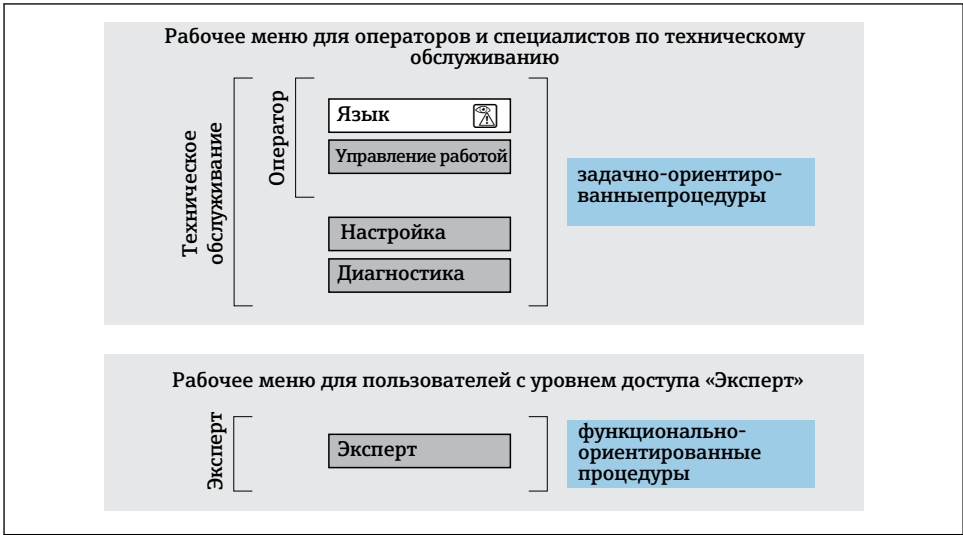 Рабочее меню для операторов и специалистов по техническому
обслуживанию
Техническое
обслуживание
Оператор
Язык
Управление работой
Настройка
Диагностика
задачно-ориентиро-
ванныепроцедуры
Рабочее меню для пользователей с уровнем доступа «Эксперт»
Эксперт
Эксперт
функционально-
ориентированные
процедуры